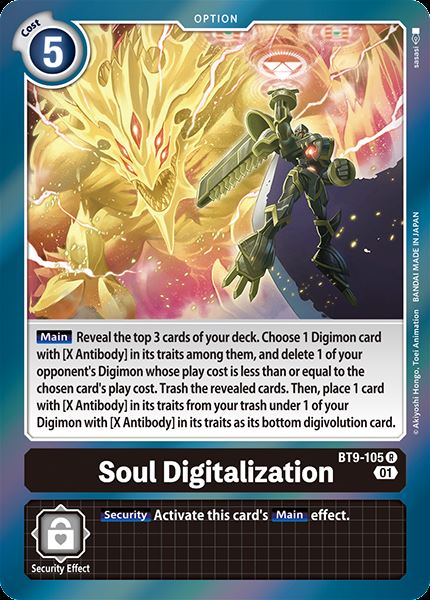 OPTION
Cost
5
sasasi
Main Reveal the top 3 cards of your deck. Choose 1 Digimon card
with [X Antibody] in its traits among them, and delete 1 of your
opponent's Digimon whose play cost is less than or equal to the
chosen card's play cost. Trash the revealed cards. Then, place 1 card
with [X Antibody] in its traits from your trash under 1 of your
Digimon with [X Antibody] in its traits as its bottom digivolution card.
© Akiyoshi Hongo, Toei Animation BANDAI MADE IN JAPAN
BT9-105 R
Soul Digitalization
01
Security Activate this card's Main effect.
Security Effect